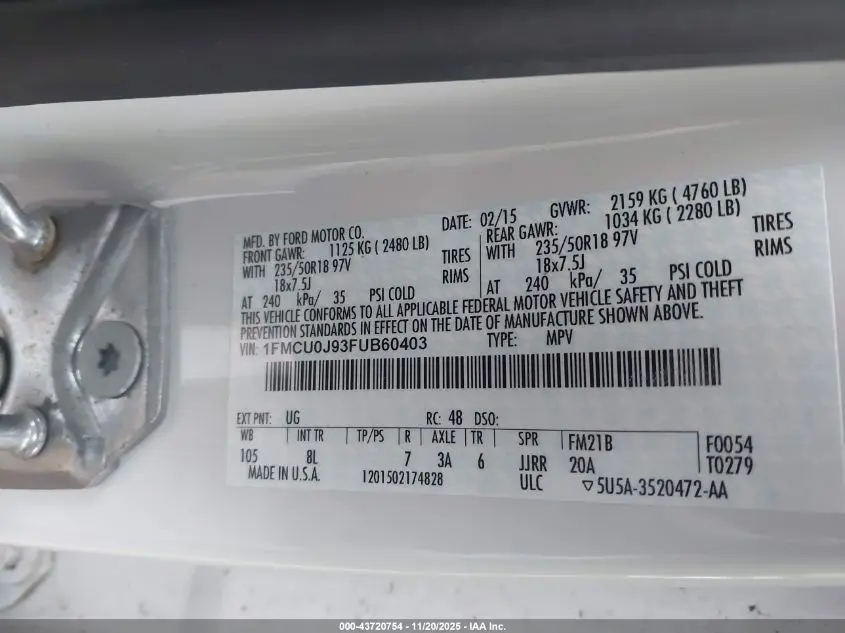 MFD. BY FORD MOTOR CO.
DATE: 02/15 GVWR: 2159 KG ( 4760 LB)
FRONT GAWR: 1125 KG ( 2480 LB)
REAR GAWR: 1034 KG ( 2280 LB)
WITH 235/50R18 97V TIRES
WITH 235/50R18 97V TIRES
18x7.5J RIMS
18x7.5J RIMS
AT 240 kPa/ 35 PSI COLD
AT 240 kPa/ 35 PSI COLD
THIS VEHICLE CONFORMS TO ALL APPLICABLE FEDERAL MOTOR VEHICLE SAFETY AND THEFT
PREVENTION STANDARDS IN EFFECT ON THE DATE OF MANUFACTURE SHOWN ABOVE.
VIN: 1FMCU0J93FUB60403 TYPE: MPV
EXT PNT: UG RC: 48 DSO:
WB INT TR TP/PS R AXLE TR SPR FM21B F0054
105 8L 7 3A 6 JJRR 20A T0279
MADE IN U.S.A. 1201502174828 ULC ▽5U5A-3520472-AA
000-43720754 - 11/20/2025 - IAA Inc.